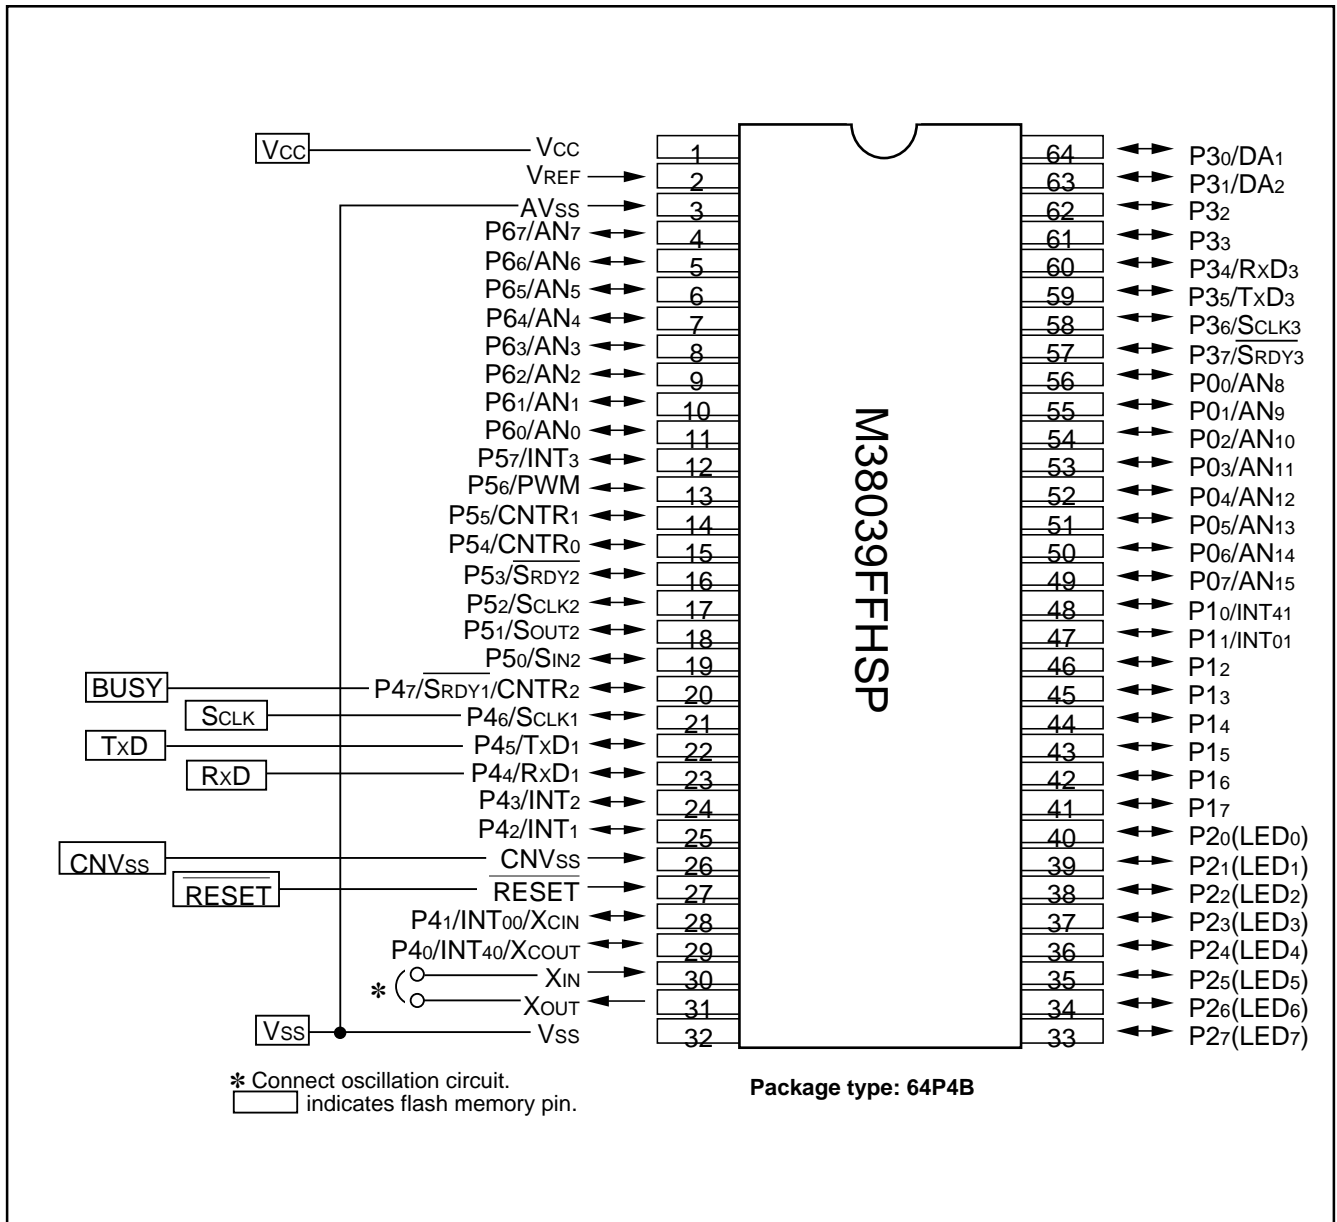 VCC
VCC 1
VREF 2
AVSS 3
P67/AN7 4
P66/AN6 5
P65/AN5 6
P64/AN4 7
P63/AN3 8
P62/AN2 9
P61/AN1 10
P60/AN0 11
P57/INT3 12
P56/PWM 13
P55/CNTR1 14
P54/CNTR0 15
P53/SRDY2 16
P52/SCLK2 17
P51/SOUT2 18
P50/SIN2 19
BUSY P47/SRDY1/CNTR2 20
SCLK P46/SCLK1 21
TxD P45/TxD1 22
RxD P44/RxD1 23
P43/INT2 24
P42/INT1 25
CNVSS CNVSS 26
RESET RESET 27
P41/INT00/XCIN 28
P40/INT40/XCOUT 29
XIN 30
✻
XOUT 31
VSS VSS 32
M38039FFHSP
64 P30/DA1
63 P31/DA2
62 P32
61 P33
60 P34/RxD3
59 P35/TxD3
58 P36/SCLK3
57 P37/SRDY3
56 P00/AN8
55 P01/AN9
54 P02/AN10
53 P03/AN11
52 P04/AN12
51 P05/AN13
50 P06/AN14
49 P07/AN15
48 P10/INT41
47 P11/INT01
46 P12
45 P13
44 P14
43 P15
42 P16
41 P17
40 P20(LED0)
39 P21(LED1)
38 P22(LED2)
37 P23(LED3)
36 P24(LED4)
35 P25(LED5)
34 P26(LED6)
33 P27(LED7)
✻ Connect oscillation circuit.
indicates flash memory pin.
Package type: 64P4B